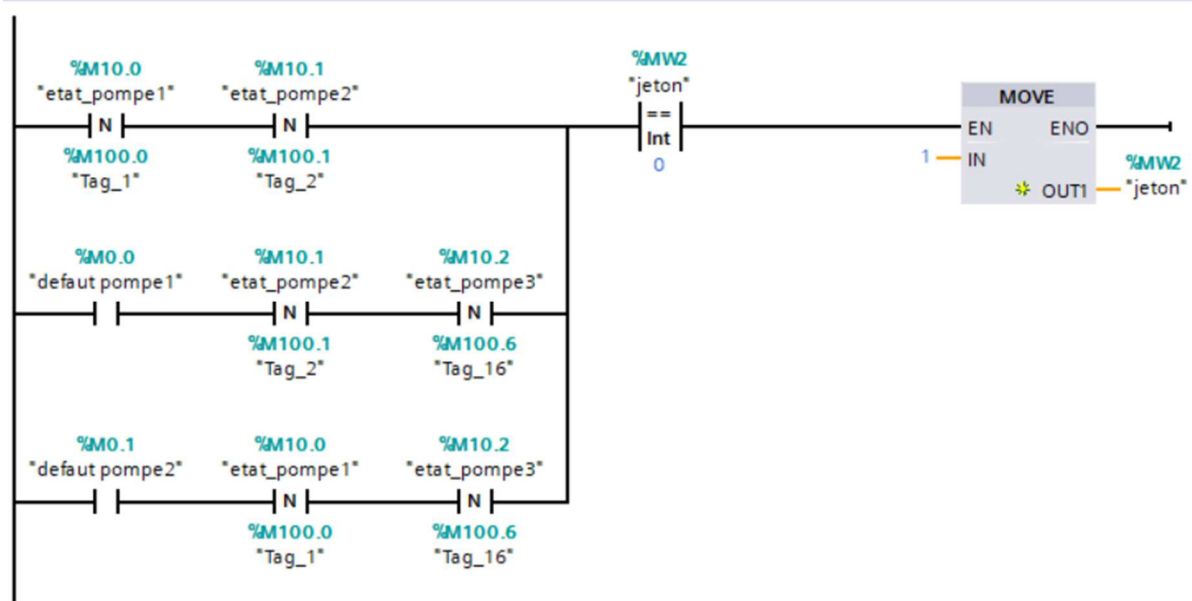 %M10.0 %M10.1 %MW2
"etat_pompe1" "etat_pompe2" "jeton"
N N == Int
%M100.0 %M100.1 0
"Tag_1" "Tag_2"
MOVE
EN ENO
1 IN %MW2
OUT1 "jeton"
%M0.0 %M10.1 %M10.2
"defaut pompe1" "etat_pompe2" "etat_pompe3"
N N
%M100.1 %M100.6
"Tag_2" "Tag_16"
%M0.1 %M10.0 %M10.2
"defaut pompe2" "etat_pompe1" "etat_pompe3"
N N
%M100.0 %M100.6
"Tag_1" "Tag_16"